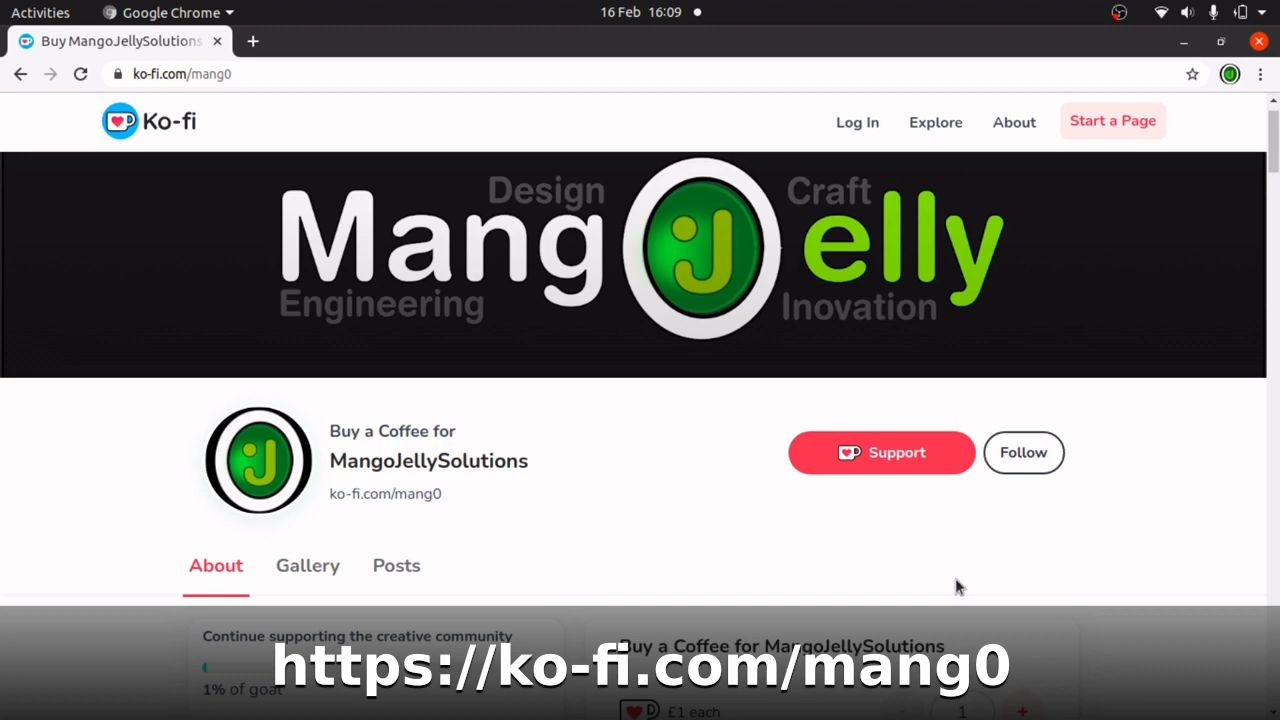 Activities
Google Chrome
16 Feb 16:09
Buy MangoJellySolutions
ko-fi.com/mang0
Ko-fi
Log In
Explore
About
Start a Page
Design
Craft
Mang
Jelly
Engineering
Inovation
Buy a Coffee for
MangoJellySolutions
ko-fi.com/mang0
Support
Follow
About
Gallery
Posts
Continue supporting the creative community
1% of goal
Buy a Coffee for MangoJellySolutions
£1 each
1
https://ko-fi.com/mang0